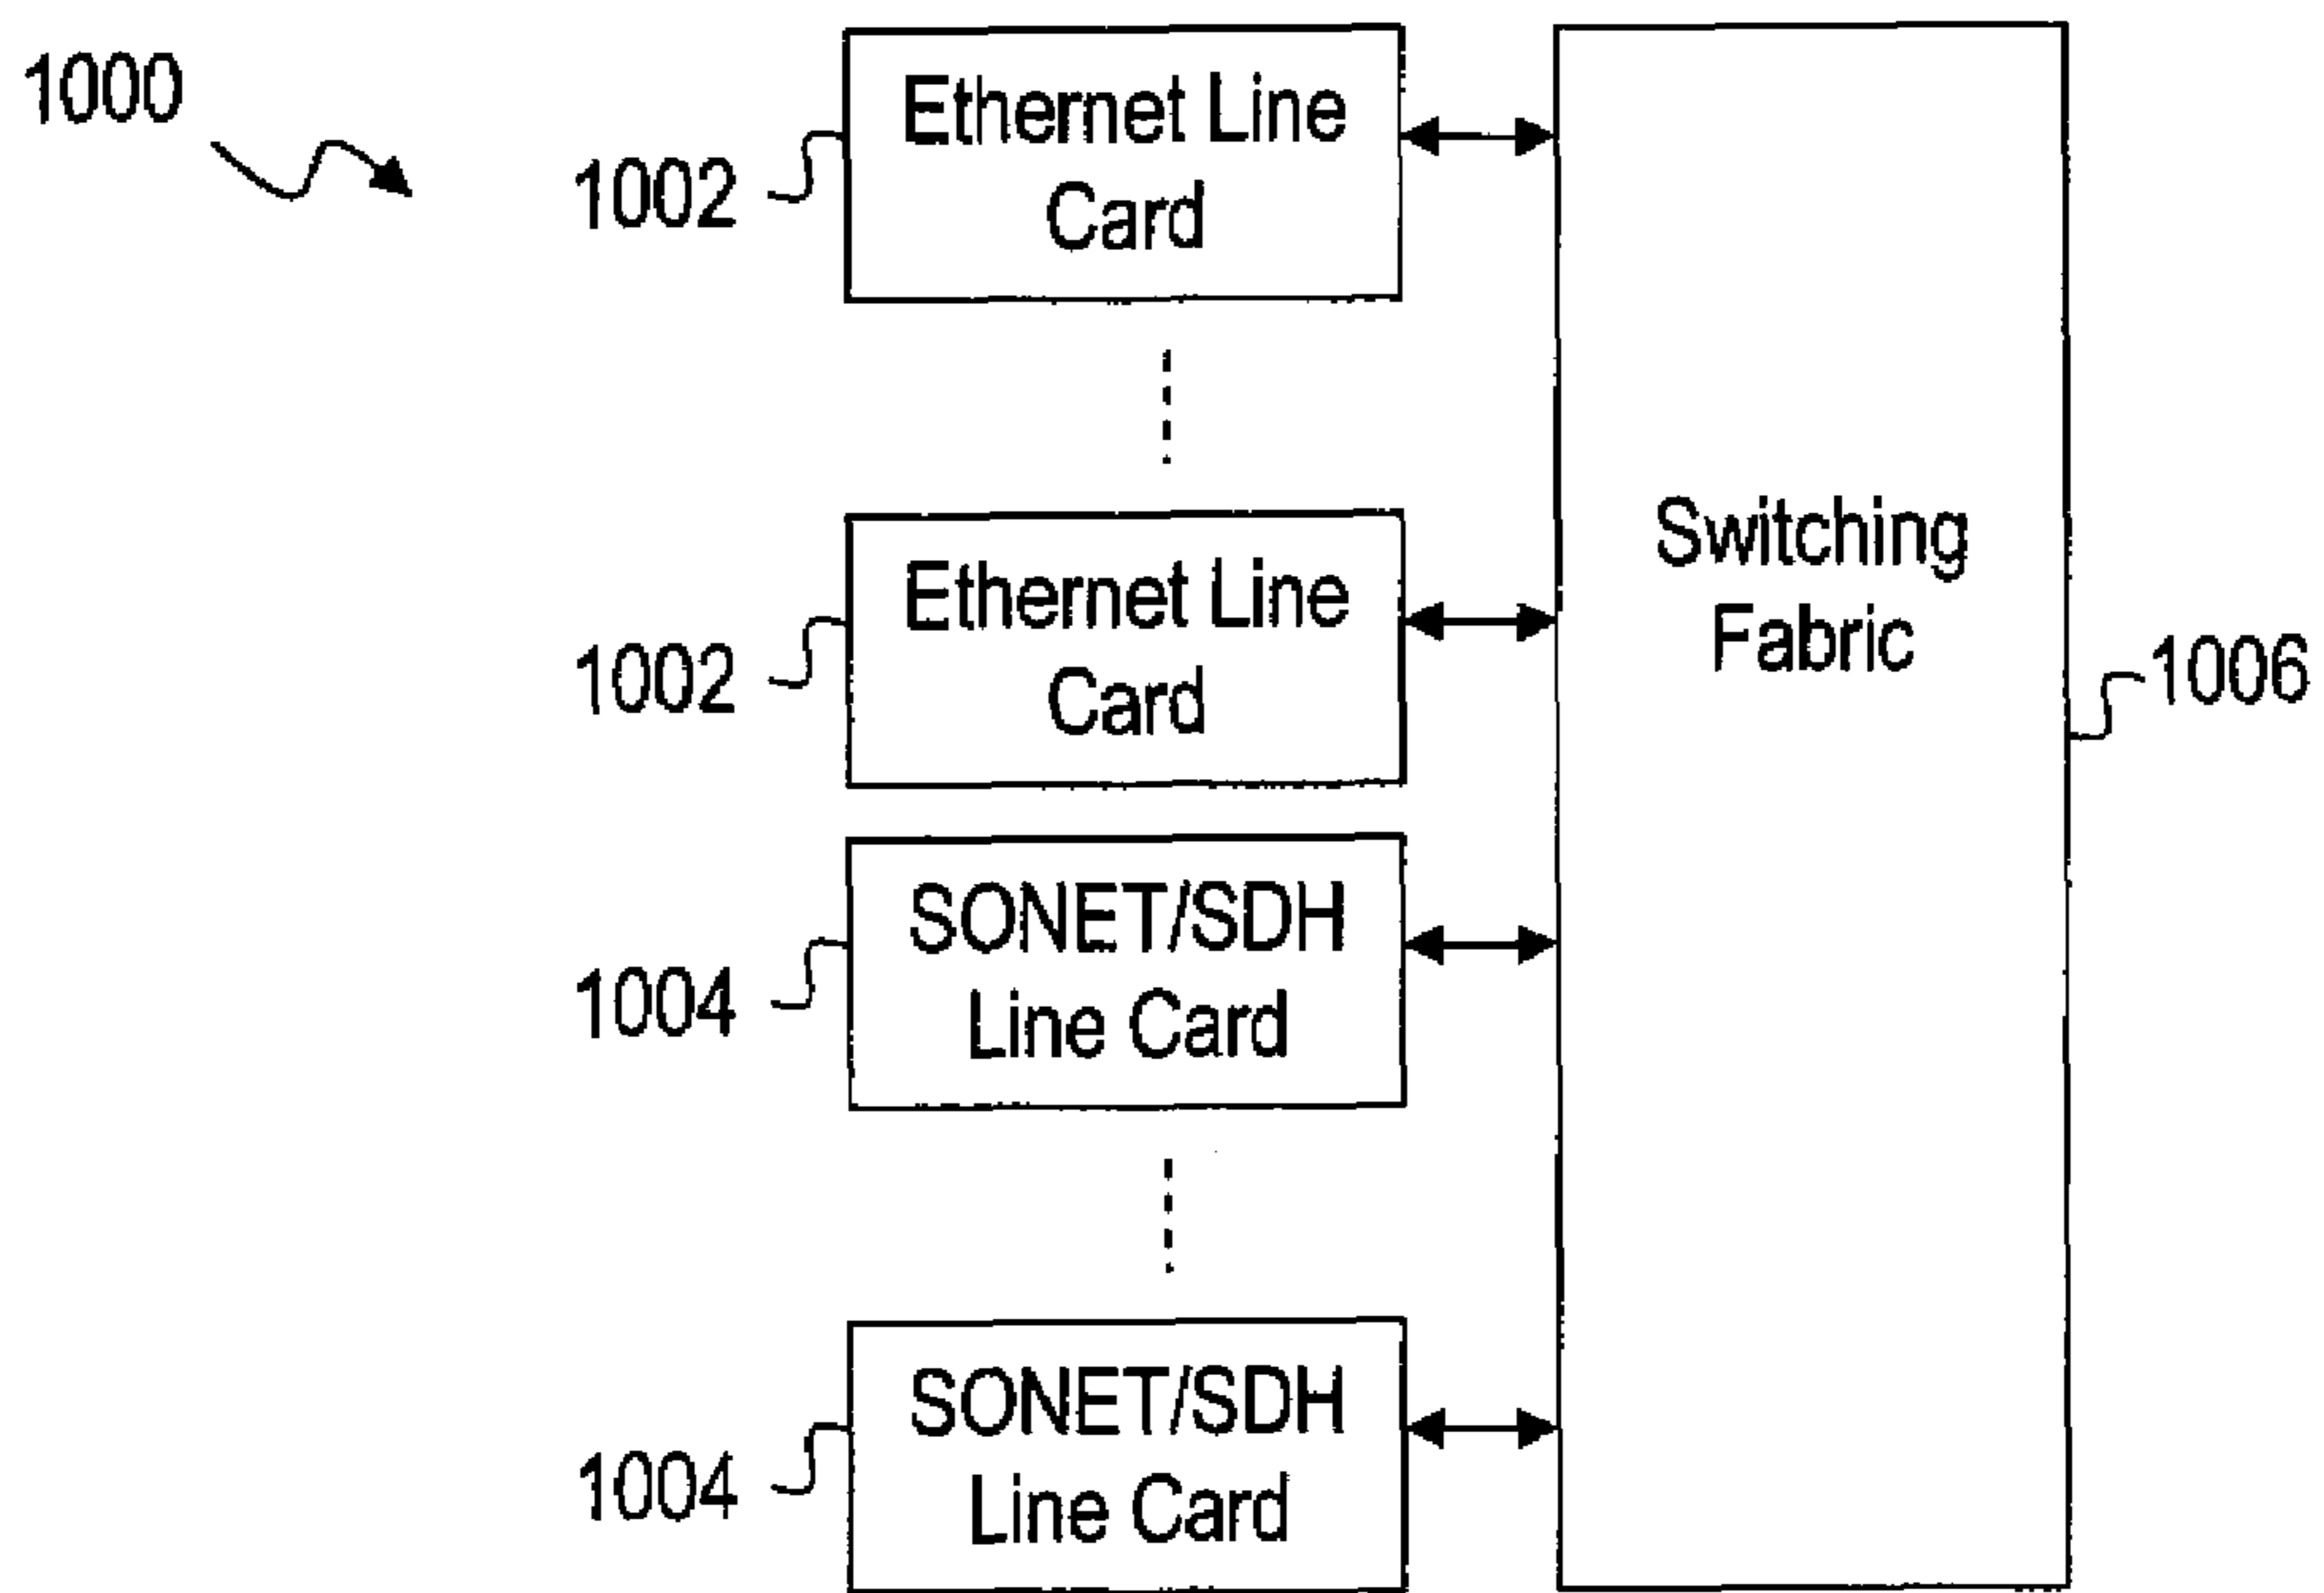 1000
1002
Ethernet Line
Card
1002
Ethernet Line
Card
Switching
Fabric
1006
1004
SONET/SDH
Line Card
1004
SONET/SDH
Line Card